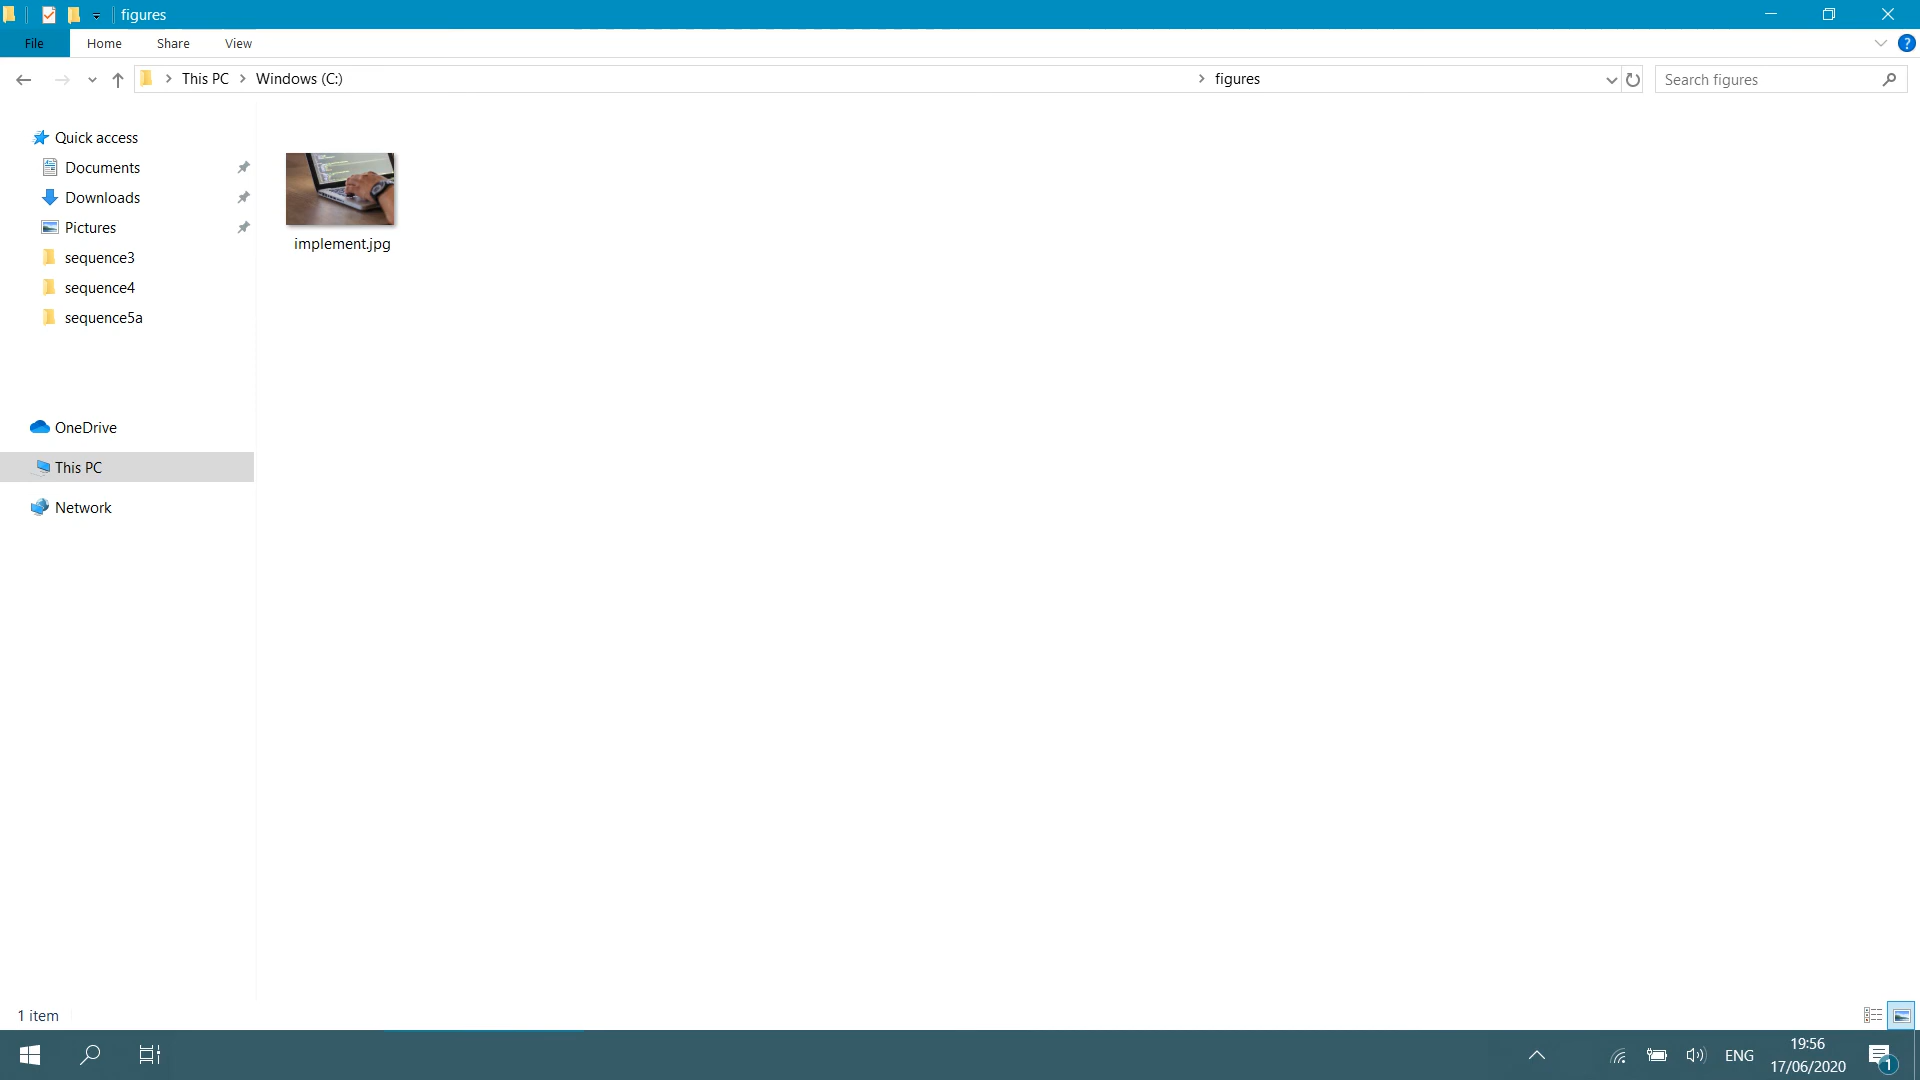 figures
File Home Share View
This PC Windows (C:) figures
Search figures
Quick access
Documents
Downloads
Pictures
sequence3
sequence4
sequence5a
OneDrive
This PC
Network
implement.jpg
1 item
ENG
19:56
17/06/2020
1